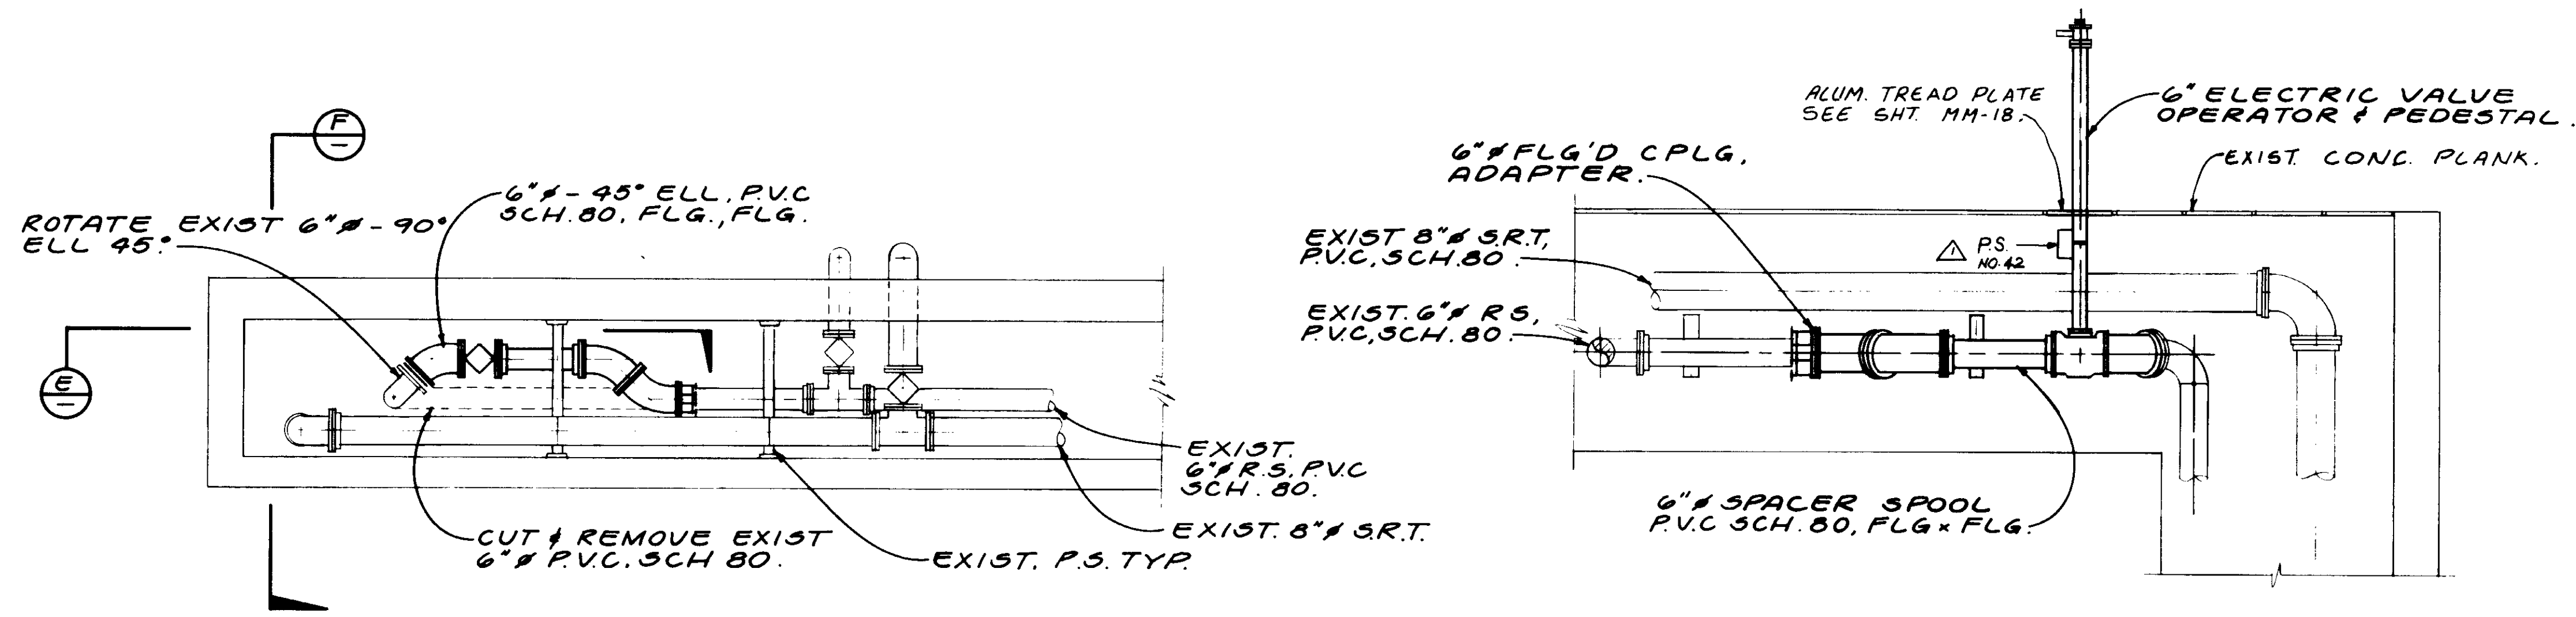 F
6"ø - 45° ELL, P.V.C
SCH. 80, FLG., FLG.
ROTATE EXIST 6"ø - 90°
ELL 45°.
E
CUT & REMOVE EXIST
6"ø P.V.C. SCH 80.
EXIST. P.S. TYP.
EXIST.
6"ø R.S. P.V.C
SCH. 80.
EXIST. 8"ø S.R.T.
ALUM. TREAD PLATE
SEE SHT. MM-18.
6" ELECTRIC VALVE
OPERATOR & PEDESTAL.
6"ø FLG'D CPLG,
ADAPTER.
EXIST. CONC. PLANK.
EXIST 8"ø S.R.T,
P.V.C, SCH. 80.
1 P.S.
NO. 42
EXIST. 6"ø R S,
P.V.C, SCH. 80.
6"ø SPACER SPOOL
P.V.C SCH. 80, FLG x FLG.